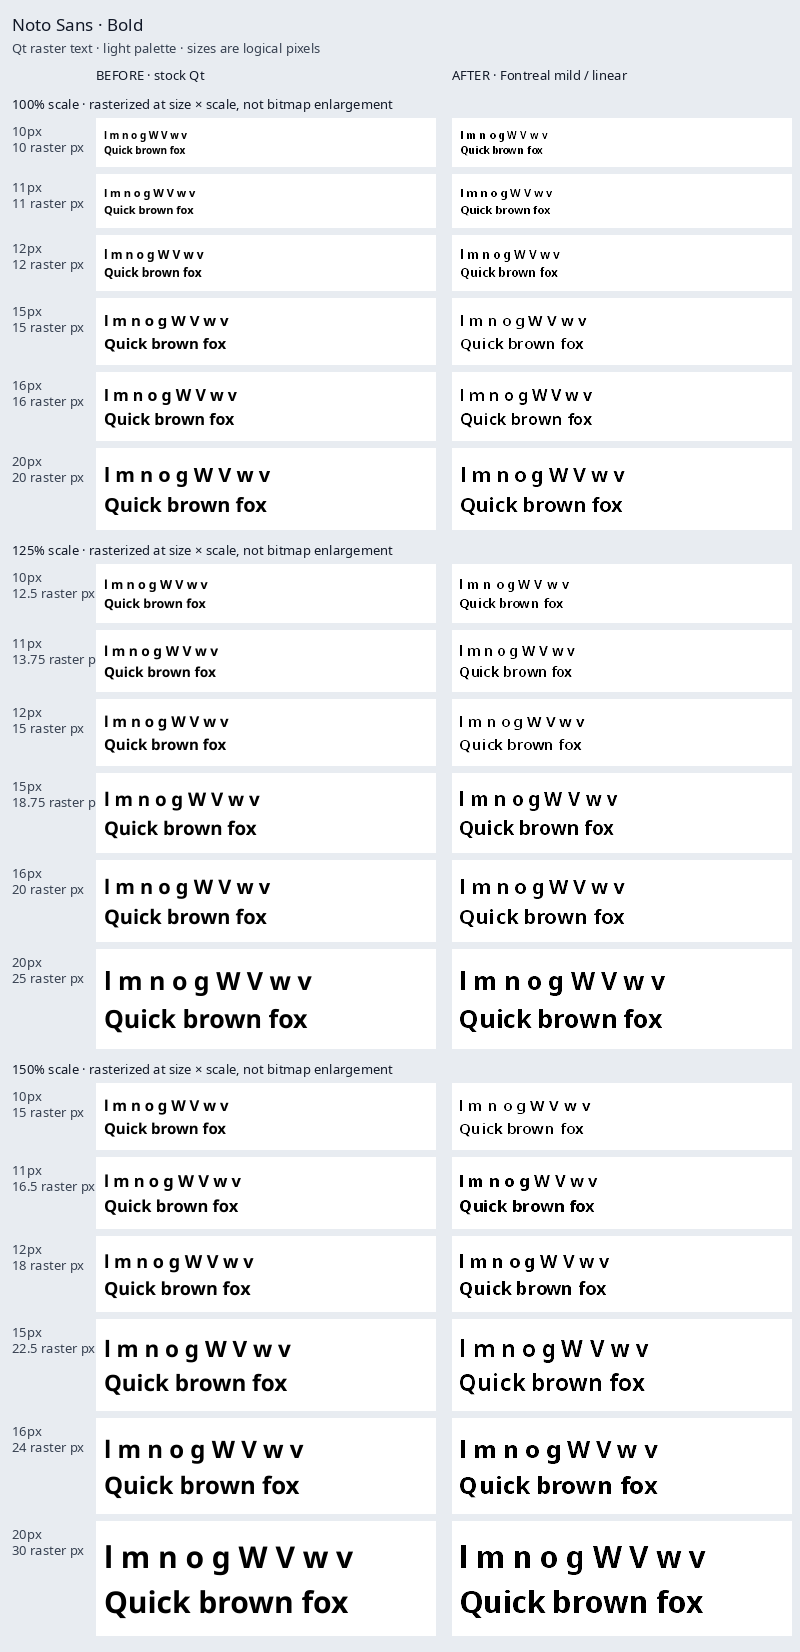 Noto Sans · Bold
Qt raster text · light palette · sizes are logical pixels
BEFORE · stock Qt
AFTER · Fontreal mild / linear
100% scale · rasterized at size × scale, not bitmap enlargement
10px
10 raster px
l m n o g W V w v
Quick brown fox
l m n o g W V w v
Quick brown fox
11px
11 raster px
l m n o g W V w v
Quick brown fox
l m n o g W V w v
Quick brown fox
12px
12 raster px
l m n o g W V w v
Quick brown fox
l m n o g W V w v
Quick brown fox
15px
15 raster px
l m n o g W V w v
Quick brown fox
l m n o g W V w v
Quick brown fox
16px
16 raster px
l m n o g W V w v
Quick brown fox
l m n o g W V w v
Quick brown fox
20px
20 raster px
l m n o g W V w v
Quick brown fox
l m n o g W V w v
Quick brown fox
125% scale · rasterized at size × scale, not bitmap enlargement
10px
12.5 raster px
l m n o g W V w v
Quick brown fox
l m n o g W V w v
Quick brown fox
11px
13.75 raster p
l m n o g W V w v
Quick brown fox
l m n o g W V w v
Quick brown fox
12px
15 raster px
l m n o g W V w v
Quick brown fox
l m n o g W V w v
Quick brown fox
15px
18.75 raster p
l m n o g W V w v
Quick brown fox
l m n o g W V w v
Quick brown fox
16px
20 raster px
l m n o g W V w v
Quick brown fox
l m n o g W V w v
Quick brown fox
20px
25 raster px
l m n o g W V w v
Quick brown fox
l m n o g W V w v
Quick brown fox
150% scale · rasterized at size × scale, not bitmap enlargement
10px
15 raster px
l m n o g W V w v
Quick brown fox
l m n o g W V w v
Quick brown fox
11px
16.5 raster px
l m n o g W V w v
Quick brown fox
l m n o g W V w v
Quick brown fox
12px
18 raster px
l m n o g W V w v
Quick brown fox
l m n o g W V w v
Quick brown fox
15px
22.5 raster px
l m n o g W V w v
Quick brown fox
l m n o g W V w v
Quick brown fox
16px
24 raster px
l m n o g W V w v
Quick brown fox
l m n o g W V w v
Quick brown fox
20px
30 raster px
l m n o g W V w v
Quick brown fox
l m n o g W V w v
Quick brown fox